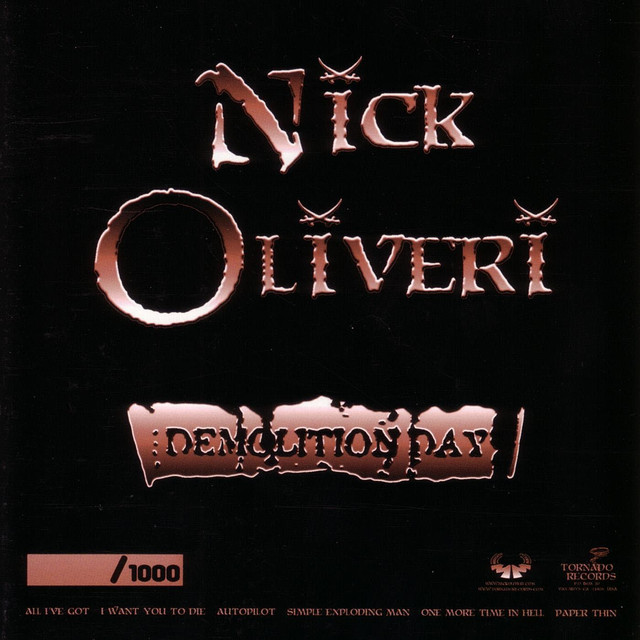 Nick
Oliveri
DEMOLITION DAY
/1000
TORNADO
RECORDS
ALL I'VE GOT I WANT YOU TO DIE AUTOPILOT SIMPLE EXPLODING MAN ONE MORE TIME IN HELL PAPER THIN